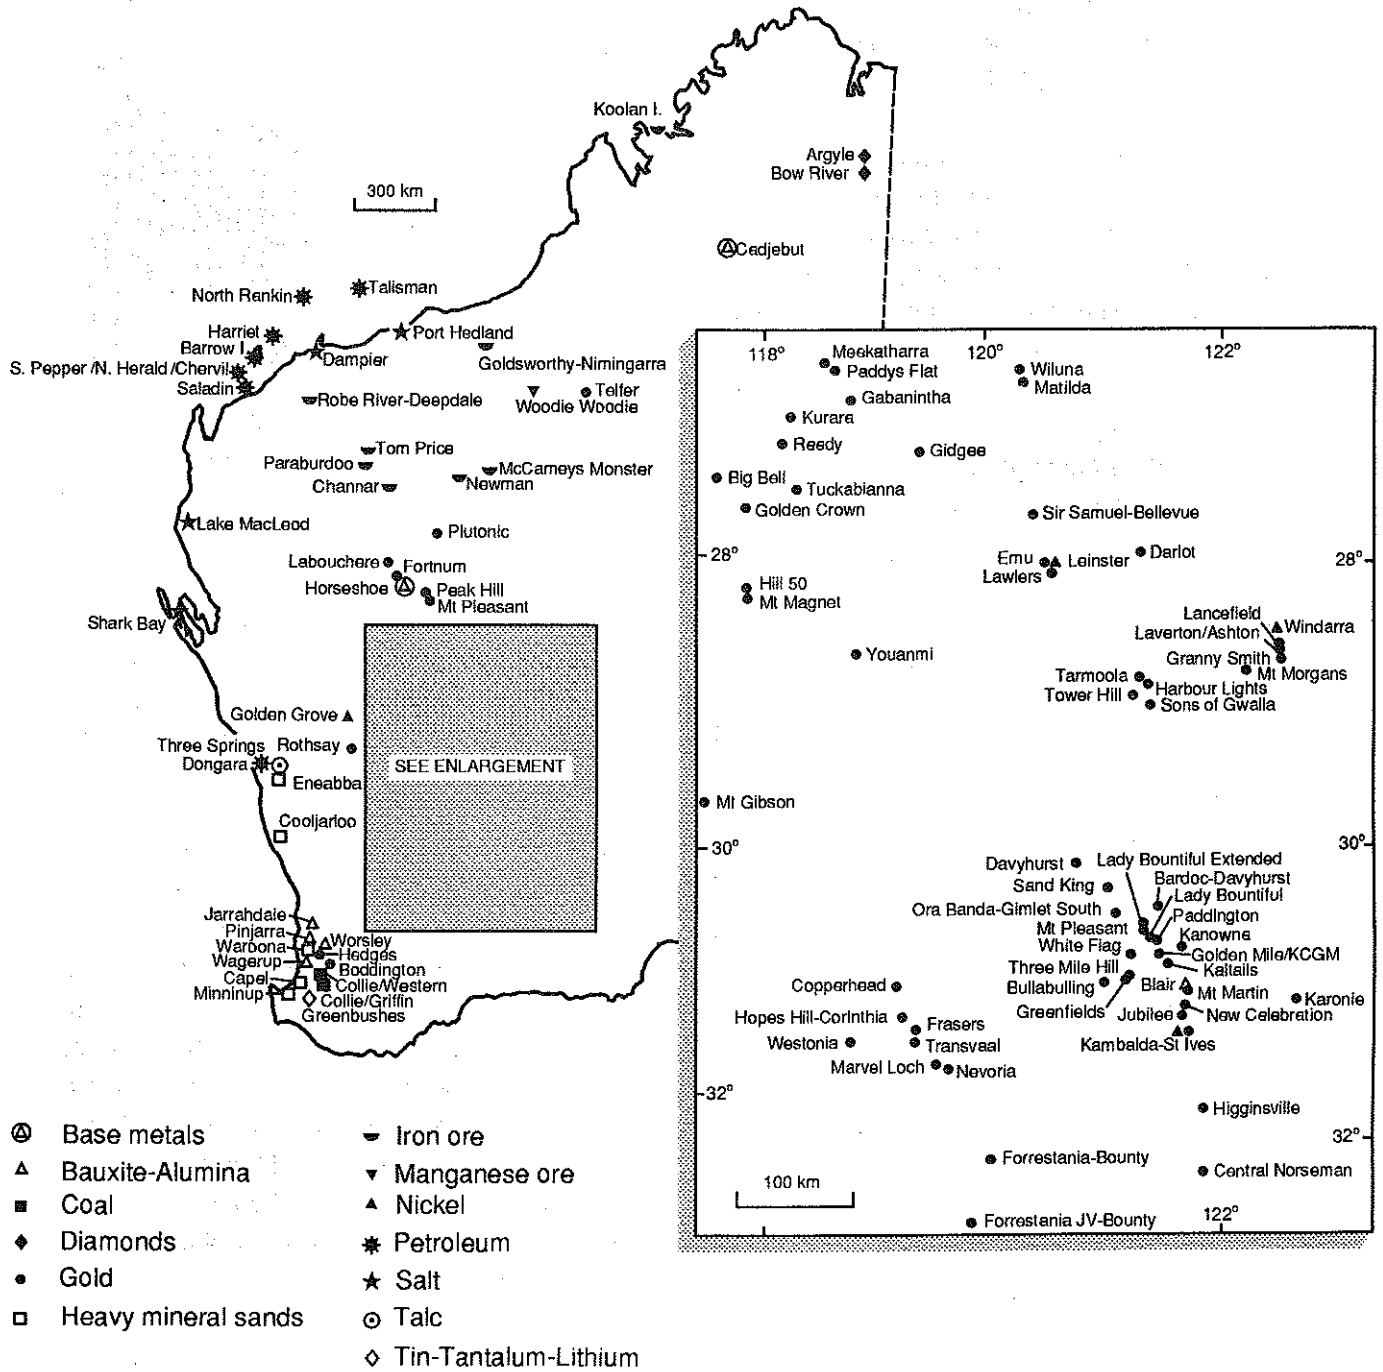 Koolan I.
300 km
Argyle
Bow River
Cadjebut
North Rankin
Talisman
Harriet
Port Hedland
Barrow I.
Dampier
Goldsworthy-Nimingarra
S. Pepper /N. Herald /Chervil
Saladin
Robe River-Deepdale
Telfer
Woodie Woodie
Tom Price
Paraburdoo
McCameys Monster
Channar
Newman
Lake MacLeod
Plutonic
Labouchere
Fortnum
Horseshoe
Peak Hill
Mt Pleasant
Shark Bay
Golden Grove
Three Springs
Rothsay
Dongara
Eneabba
SEE ENLARGEMENT
Cooljarloo
Jarrahdale
Pinjarra
Waroona
Worsley
Wagerup
Hedges
Boddington
Capel
Collie/Western
Minninup
Collie/Griffin
Greenbushes
118°
120°
122°
Meekatharra
Paddys Flat
Wiluna
Matilda
Gabanintha
Kurara
Reedy
Gidgee
Big Bell
Tuckabianna
Golden Crown
Sir Samuel-Bellevue
28°
28°
Emu
Leinster
Darlot
Lawlers
Hill 50
Mt Magnet
Lancefield
Windarra
Laverton/Ashton
Youanmi
Granny Smith
Mt Morgans
Tarmoola
Harbour Lights
Tower Hill
Sons of Gwalla
Mt Gibson
30°
30°
Davyhurst
Lady Bountiful Extended
Sand King
Bardoc-Davyhurst
Lady Bountiful
Ora Banda-Gimlet South
Paddington
Mt Pleasant
Kanowna
White Flag
Golden Mile/KCGM
Three Mile Hill
Kaltails
Bullabulling
Blair
Mt Martin
Karonie
Copperhead
Greenfields
Jubilee
New Celebration
Hopes Hill-Corinthia
Frasers
Westonia
Transvaal
Kambalda-St Ives
Marvel Loch
Nevoria
32°
32°
Higginsville
Forrestania-Bounty
Central Norseman
100 km
Forrestania JV-Bounty
122°
Base metals
Bauxite-Alumina
Coal
Diamonds
Gold
Heavy mineral sands
Iron ore
Manganese ore
Nickel
Petroleum
Salt
Talc
Tin-Tantalum-Lithium